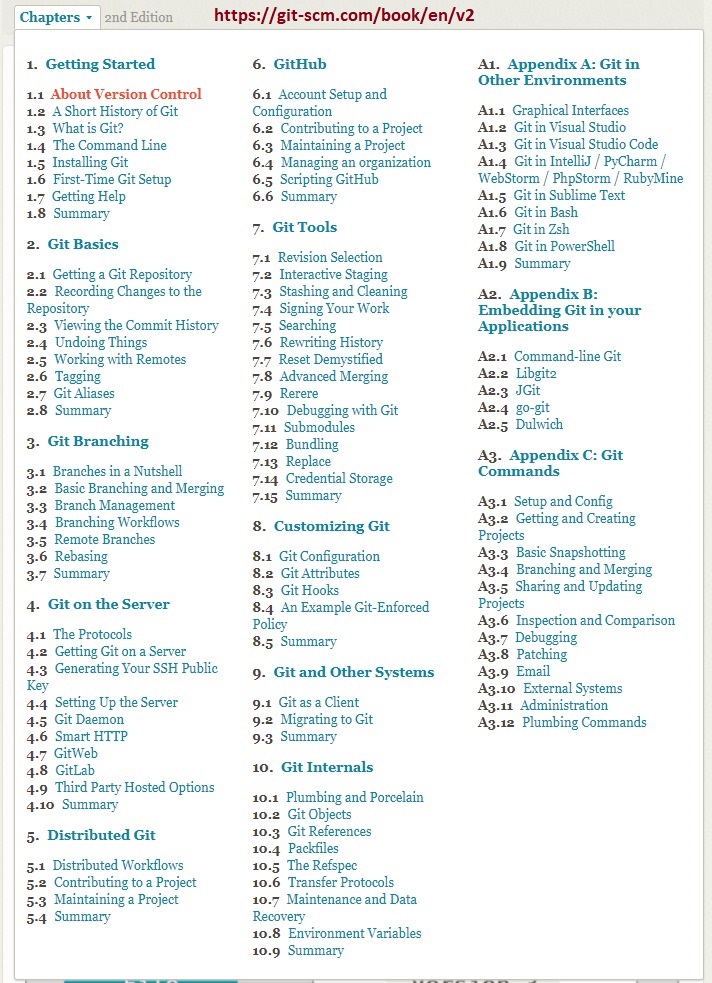 Chapters ▾ 2nd Edition https://git-scm.com/book/en/v2
1. Getting Started
1.1 About Version Control
1.2 A Short History of Git
1.3 What is Git?
1.4 The Command Line
1.5 Installing Git
1.6 First-Time Git Setup
1.7 Getting Help
1.8 Summary
2. Git Basics
2.1 Getting a Git Repository
2.2 Recording Changes to the
Repository
2.3 Viewing the Commit History
2.4 Undoing Things
2.5 Working with Remotes
2.6 Tagging
2.7 Git Aliases
2.8 Summary
3. Git Branching
3.1 Branches in a Nutshell
3.2 Basic Branching and Merging
3.3 Branch Management
3.4 Branching Workflows
3.5 Remote Branches
3.6 Rebasing
3.7 Summary
4. Git on the Server
4.1 The Protocols
4.2 Getting Git on a Server
4.3 Generating Your SSH Public
Key
4.4 Setting Up the Server
4.5 Git Daemon
4.6 Smart HTTP
4.7 GitWeb
4.8 GitLab
4.9 Third Party Hosted Options
4.10 Summary
5. Distributed Git
5.1 Distributed Workflows
5.2 Contributing to a Project
5.3 Maintaining a Project
5.4 Summary
6. GitHub
6.1 Account Setup and
Configuration
6.2 Contributing to a Project
6.3 Maintaining a Project
6.4 Managing an organization
6.5 Scripting GitHub
6.6 Summary
7. Git Tools
7.1 Revision Selection
7.2 Interactive Staging
7.3 Stashing and Cleaning
7.4 Signing Your Work
7.5 Searching
7.6 Rewriting History
7.7 Reset Demystified
7.8 Advanced Merging
7.9 Rerere
7.10 Debugging with Git
7.11 Submodules
7.12 Bundling
7.13 Replace
7.14 Credential Storage
7.15 Summary
8. Customizing Git
8.1 Git Configuration
8.2 Git Attributes
8.3 Git Hooks
8.4 An Example Git-Enforced
Policy
8.5 Summary
9. Git and Other Systems
9.1 Git as a Client
9.2 Migrating to Git
9.3 Summary
10. Git Internals
10.1 Plumbing and Porcelain
10.2 Git Objects
10.3 Git References
10.4 Packfiles
10.5 The Refspec
10.6 Transfer Protocols
10.7 Maintenance and Data
Recovery
10.8 Environment Variables
10.9 Summary
A1. Appendix A: Git in
Other Environments
A1.1 Graphical Interfaces
A1.2 Git in Visual Studio
A1.3 Git in Visual Studio Code
A1.4 Git in IntelliJ / PyCharm /
WebStorm / PhpStorm / RubyMine
A1.5 Git in Sublime Text
A1.6 Git in Bash
A1.7 Git in Zsh
A1.8 Git in PowerShell
A1.9 Summary
A2. Appendix B:
Embedding Git in your
Applications
A2.1 Command-line Git
A2.2 Libgit2
A2.3 JGit
A2.4 go-git
A2.5 Dulwich
A3. Appendix C: Git
Commands
A3.1 Setup and Config
A3.2 Getting and Creating
Projects
A3.3 Basic Snapshotting
A3.4 Branching and Merging
A3.5 Sharing and Updating
Projects
A3.6 Inspection and Comparison
A3.7 Debugging
A3.8 Patching
A3.9 Email
A3.10 External Systems
A3.11 Administration
A3.12 Plumbing Commands